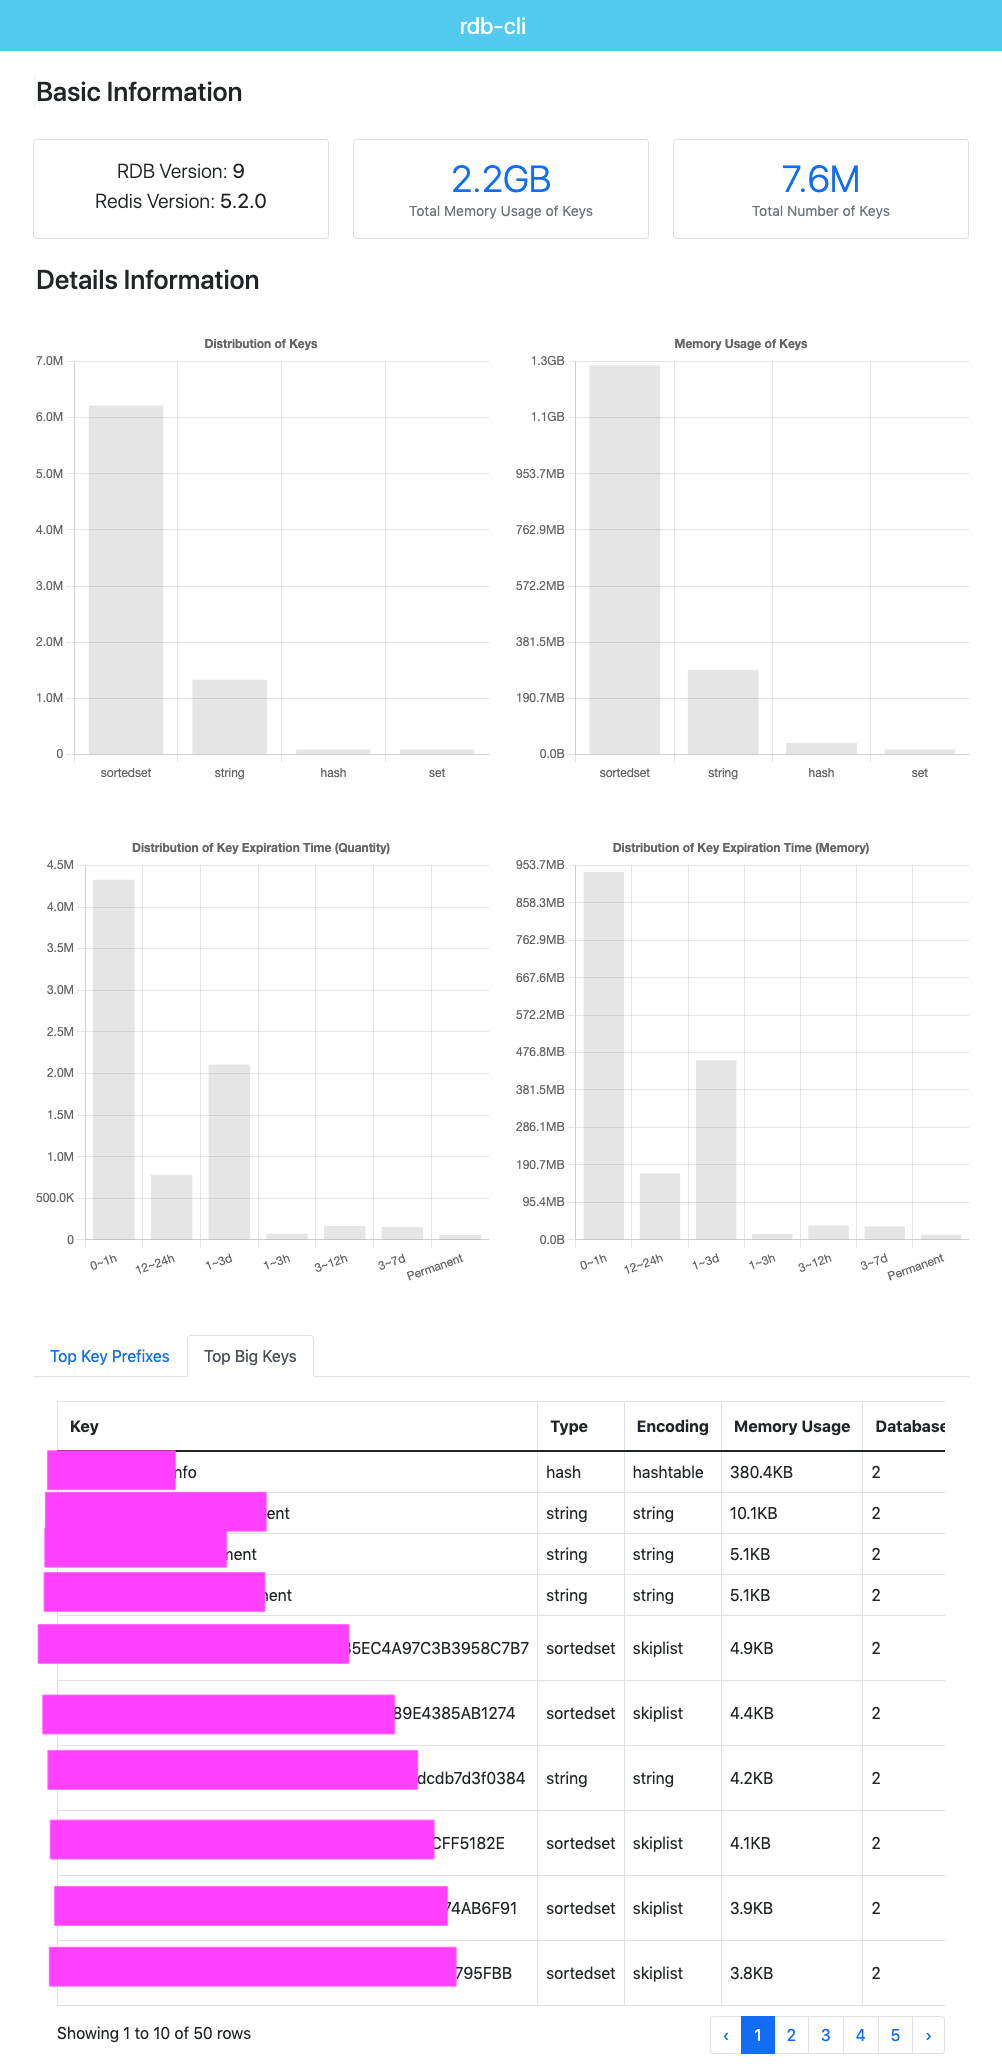 rdb-cli
Basic Information
RDB Version: 9
Redis Version: 5.2.0
2.2GB
Total Memory Usage of Keys
7.6M
Total Number of Keys
Details Information
Distribution of Keys
7.0M
6.0M
5.0M
4.0M
3.0M
2.0M
1.0M
0
sortedset string hash set
Memory Usage of Keys
1.3GB
1.1GB
953.7MB
762.9MB
572.2MB
381.5MB
190.7MB
0.0B
sortedset string hash set
Distribution of Key Expiration Time (Quantity)
4.5M
4.0M
3.5M
3.0M
2.5M
2.0M
1.5M
1.0M
500.0K
0
0~1h 12~24h 1~3d 1~3h 3~12h 3~7d Permanent
Distribution of Key Expiration Time (Memory)
953.7MB
858.3MB
762.9MB
667.6MB
572.2MB
476.8MB
381.5MB
286.1MB
190.7MB
95.4MB
0.0B
0~1h 12~24h 1~3d 1~3h 3~12h 3~7d Permanent
Top Key Prefixes Top Big Keys
Key Type Encoding Memory Usage Database
nfo hash hashtable 380.4KB 2
ent string string 10.1KB 2
nent string string 5.1KB 2
nent string string 5.1KB 2
35EC4A97C3B3958C7B7 sortedset skiplist 4.9KB 2
89E4385AB1274 sortedset skiplist 4.4KB 2
dcdb7d3f0384 string string 4.2KB 2
CFF5182E sortedset skiplist 4.1KB 2
74AB6F91 sortedset skiplist 3.9KB 2
795FBB sortedset skiplist 3.8KB 2
Showing 1 to 10 of 50 rows
‹ 1 2 3 4 5 ›